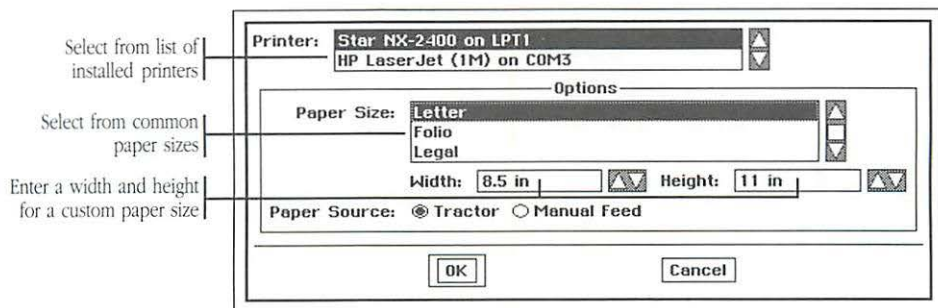 Select from list of
installed printers
Select from common
paper sizes
Enter a width and height
for a custom paper size
Printer:
Star NX-2400 on LPT1
HP LaserJet (1M) on COM3
Options
Paper Size:
Letter
Folio
Legal
Width: 8.5 in Height: 11 in
Paper Source: Tractor Manual Feed
OK Cancel